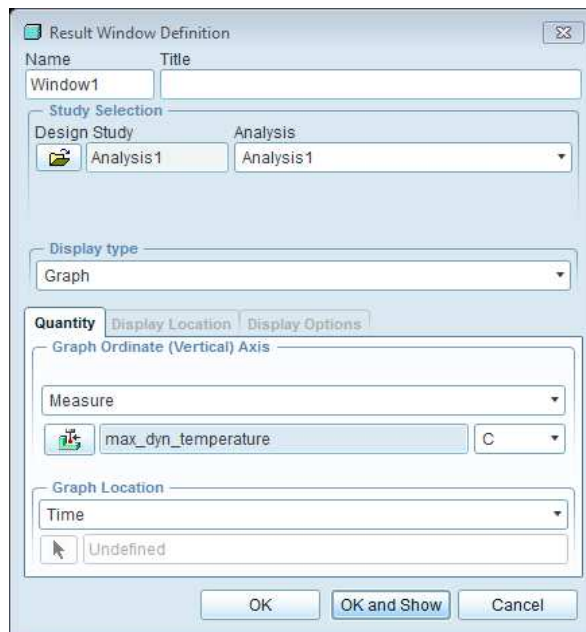 Result Window Definition
Name Title
Window1
Study Selection
Design Study Analysis
Analysis1 Analysis1
Display type
Graph
Quantity Display Location Display Options
Graph Ordinate (Vertical) Axis
Measure
max_dyn_temperature C
Graph Location
Time
Undefined
OK OK and Show Cancel